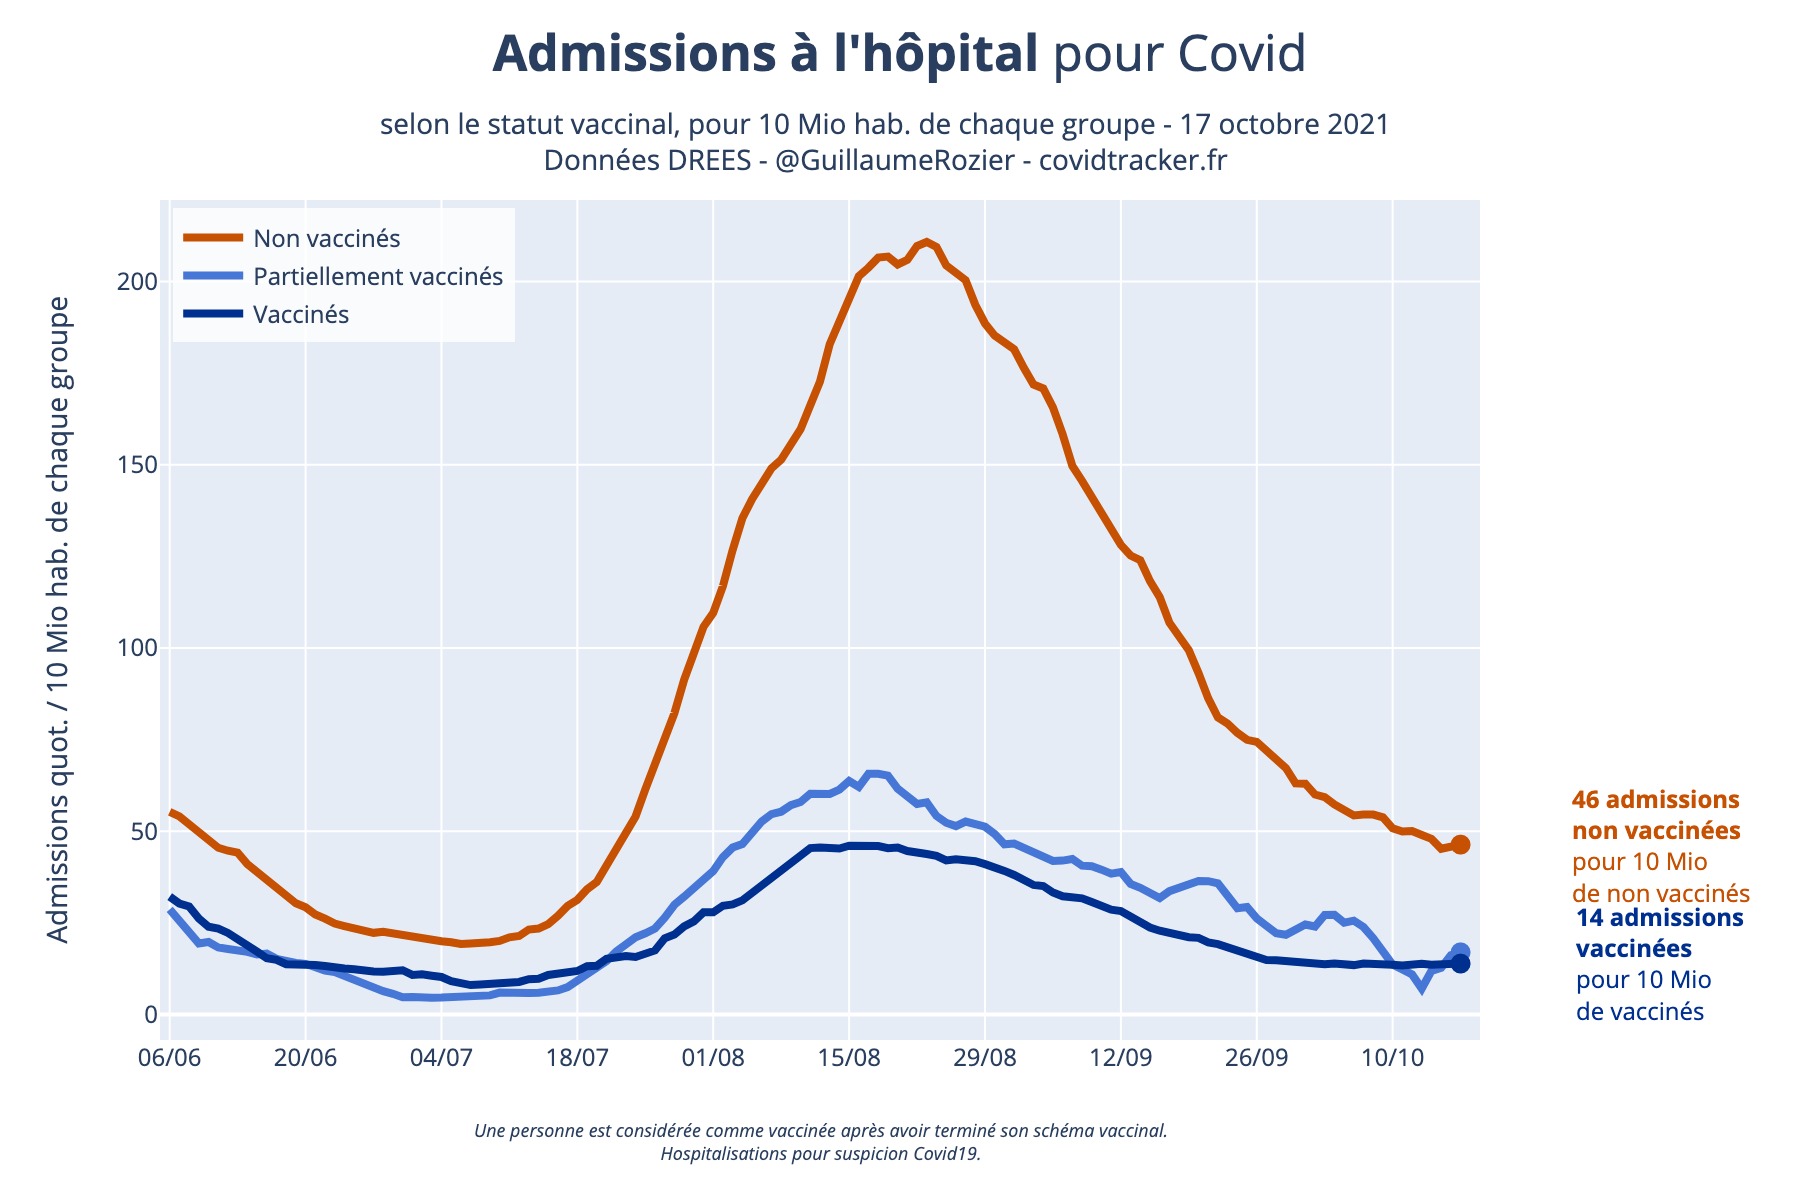 Admissions à l'hôpital pour Covid
selon le statut vaccinal, pour 10 Mio hab. de chaque groupe - 17 octobre 2021
Données DREES - @GuillaumeRozier - covidtracker.fr
Non vaccinés
Partiellement vaccinés
Vaccinés
Admissions quot. / 10 Mio hab. de chaque groupe
200
150
100
50
0
06/06
20/06
04/07
18/07
01/08
15/08
29/08
12/09
26/09
10/10
46 admissions
non vaccinées
pour 10 Mio
de non vaccinés
14 admissions
vaccinées
pour 10 Mio
de vaccinés
Une personne est considérée comme vaccinée après avoir terminé son schéma vaccinal.
Hospitalisations pour suspicion Covid19.